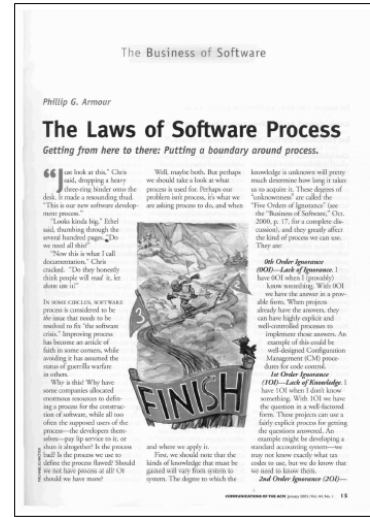 The Business of Software
Phillip G. Armour
The Laws of Software Process
Getting from here to there: Putting a boundary around process.
“Just look at this,” Chris
said, dropping a heavy
three-ring binder onto the
desk. It made a resounding thud.
“This is our new software develop-
ment process.”
“Looks kinda big,” Ethel
said, thumbing through the
several hundred pages. “Do
we need all this?”
“Now this is what I call
documentation,” Chris
cracked. “Do they honestly
think people will read it, let
alone use it?”
IN SOME CIRCLES, SOFTWARE
process is considered to be
the issue that needs to be
resolved to fix “the software
crisis.” Improving process
has become an article of
faith in some corners, while
avoiding it has assumed the
status of guerrilla warfare
in others.
Why is this? Why have
some companies allocated
enormous resources to defin-
ing a process for the construc-
tion of software, while all too
often the supposed users of the
process—the developers them-
selves—pay lip service to it, or
shun it altogether? Is the process
bad? Is the process we use to
define the process flawed? Should
we not have process at all? Or
should we have more?
Well, maybe both. But perhaps
we should take a look at what
process is used for. Perhaps our
problem isn't process, it's what we
are asking process to do, and when
FINISH
and where we apply it.
First, we should note that the
kinds of knowledge that must be
gained will vary from system to
system. The degree to which the
knowledge is unknown will pretty
much determine how long it takes
us to acquire it. These degrees of
“unknownness” are called the
“Five Orders of Ignorance” (see
the “Business of Software,” Oct.
2000, p. 17, for a complete dis-
cussion), and they greatly affect
the kind of process we can use.
They are:
0th Order Ignorance
(0OI)—Lack of Ignorance. I
have 0OI when I (provably)
know something. With 0OI
we have the answer in a prov-
able form. When projects
already have the answers, they
can have highly explicit and
well-controlled processes to
implement those answers. An
example of this could be
well-designed Configuration
Management (CM) proce-
dures for code control.
1st Order Ignorance
(1OI)—Lack of Knowledge. I
have 1OI when I don't know
something. With 1OI we have
the question in a well-factored
form. These projects can use a
fairly explicit process for getting
the questions answered. An
example might be developing a
standard accounting system—we
may not know exactly what tax
codes to use, but we do know that
we need to know them.
2nd Order Ignorance (2OI)—
COMMUNICATIONS OF THE ACM January 2001/Vol. 44, No. 1 15